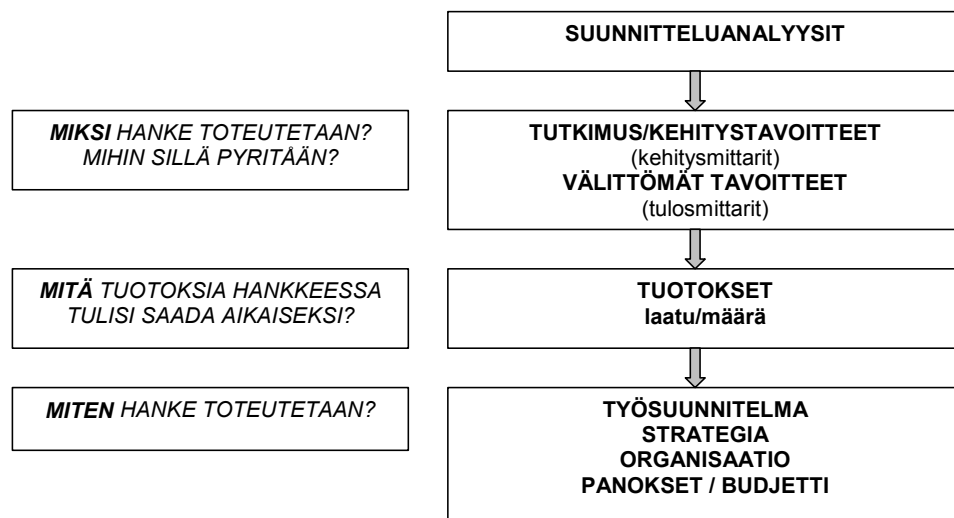 SUUNNITTELUANALYYSIT
MIKSI HANKE TOTEUTETAAN?
MIHIN SILLÄ PYRITÅÄN?
TUTKIMUS/KEHITYSTAVOITTEET
(kehitysmittarit)
VÄLITTÖMÄT TAVOITTEET
(tulosmittarit)
MITÄ TUOTOKSIA HANKKEESSA
TULISI SAADA AIKAISEKSI?
TUOTOKSET
laatu/määrä
MITEN HANKE TOTEUTETAAN?
TYÖSUUNNITELMA
STRATEGIA
ORGANISAATIO
PANOKSET / BUDJETTI